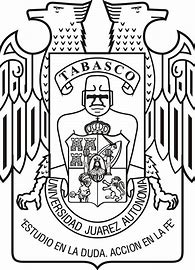 TABASCO
UNIVERSIDAD JUAREZ AUTONOMA
"ESTUDIO EN LA DUDA. ACCION EN LA FE"